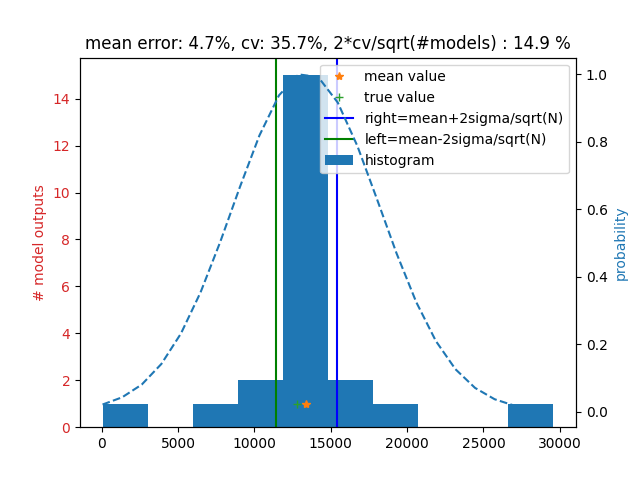 mean error: 4.7%, cv: 35.7%, 2*cv/sqrt(#models) : 14.9 %
mean value
true value
right=mean+2sigma/sqrt(N)
left=mean-2sigma/sqrt(N)
histogram
# model outputs
14
12
10
8
6
4
2
0
probability
1.0
0.8
0.6
0.4
0.2
0.0
0
5000
10000
15000
20000
25000
30000